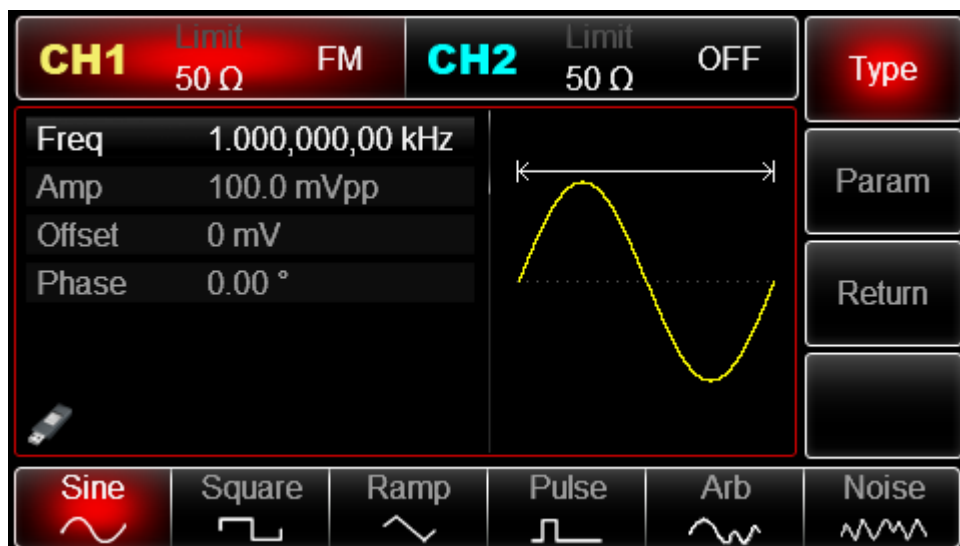 CH1 Limit 50 Ω FM
CH2 Limit 50 Ω OFF
Type
Freq 1.000,000,00 kHz
Amp 100.0 mVpp
Offset 0 mV
Phase 0.00 °
Param
Return
Sine Square Ramp Pulse Arb Noise